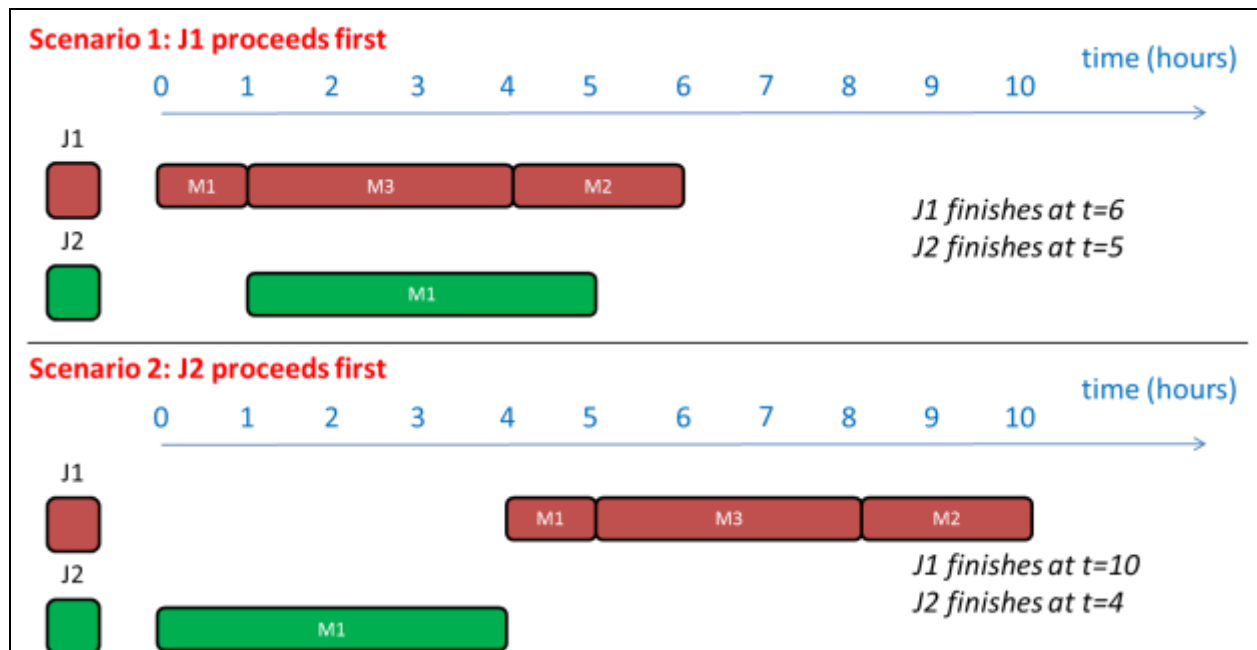 Scenario 1: J1 proceeds first
time (hours)
0 1 2 3 4 5 6 7 8 9 10
J1
M1 M3 M2
J1 finishes at t=6
J2
J2 finishes at t=5
M1
Scenario 2: J2 proceeds first
time (hours)
0 1 2 3 4 5 6 7 8 9 10
J1
M1 M3 M2
J1 finishes at t=10
J2
J2 finishes at t=4
M1